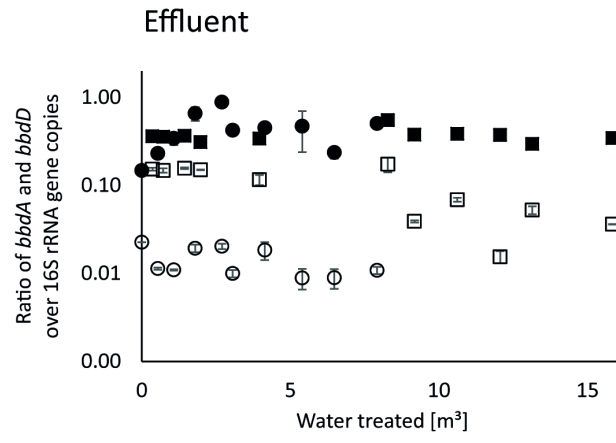 Effluent
Ratio of bbdA and bbdD
over 16S rRNA gene copies
1.00
0.10
0.01
0.00
0
5
10
15
Water treated [m³]